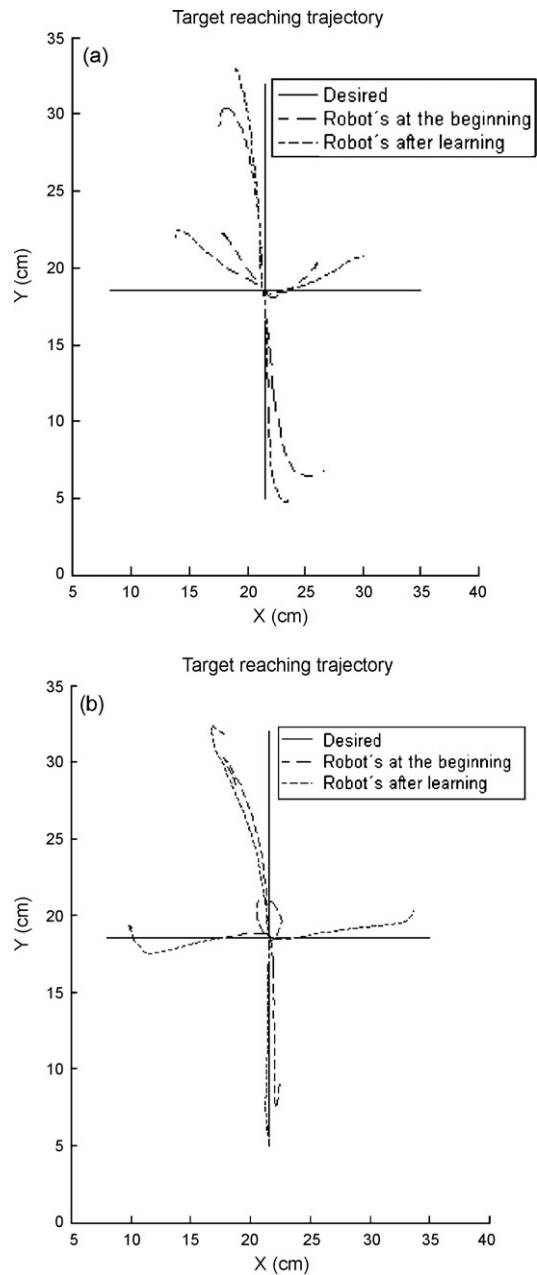 Target reaching trajectory
(a)
Desired
Robot´s at the beginning
Robot´s after learning
35
30
25
20
15
10
5
0
Y (cm)
5 10 15 20 25 30 35 40
X (cm)
Target reaching trajectory
(b)
Desired
Robot´s at the beginning
Robot´s after learning
35
30
25
20
15
10
5
0
Y (cm)
5 10 15 20 25 30 35 40
X (cm)